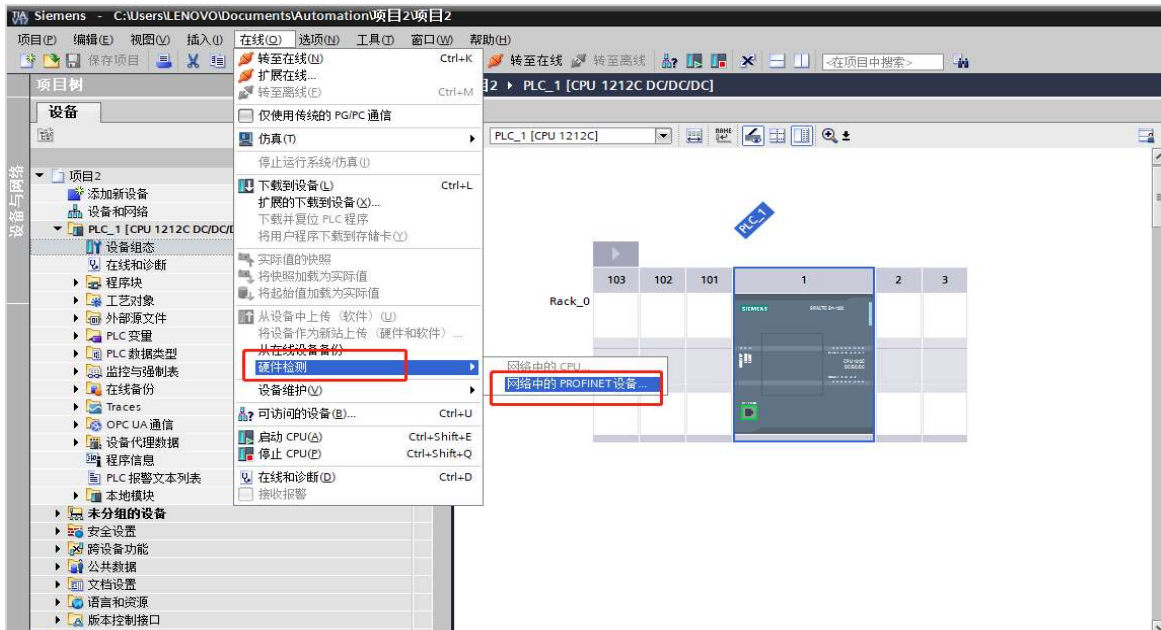 Siemens - C:\Users\LENOVO\Documents\Automation\项目2\项目2
项目(P) 编辑(E) 视图(V) 插入(I) 在线(O) 选项(N) 工具(T) 窗口(W) 帮助(H)
保存项目
转至在线 转至离线 <在项目中搜索>
项目树
项目2 PLC_1 [CPU 1212C DC/DC/DC]
设备
PLC_1 [CPU 1212C]
设备与网络
项目2
添加新设备
设备和网络
PLC_1 [CPU 1212C DC/DC/D
设备组态
在线和诊断
程序块
工艺对象
外部源文件
PLC 变量
PLC 数据类型
监控与强制表
在线备份
Traces
OPC UA 通信
设备代理数据
程序信息
PLC 报警文本列表
本地模块
未分组的设备
安全设置
跨设备功能
公共数据
文档设置
语言和资源
版本控制接口
转至在线(N) Ctrl+K
扩展在线...
转至离线(F) Ctrl+M
仅使用传统的 PG/PC 通信
仿真(T)
停止运行系统/仿真(I)
下载到设备(L) Ctrl+L
扩展的下载到设备(X)...
下载并复位 PLC 程序
将用户程序下载到存储卡(Y)
实际值的快照
将快照加载为实际值
将起始值加载为实际值
从设备中上传（软件）(U)
将设备作为新站上传（硬件和软件）...
从在线设备备份
硬件检测
设备维护(V)
可访问的设备(B)... Ctrl+U
启动 CPU(A) Ctrl+Shift+E
停止 CPU(P) Ctrl+Shift+Q
在线和诊断(D) Ctrl+D
接收报警
网络中的 CPU...
网络中的 PROFINET 设备...
PLC_1
103 102 101 1 2 3
Rack_0
SIEMENS